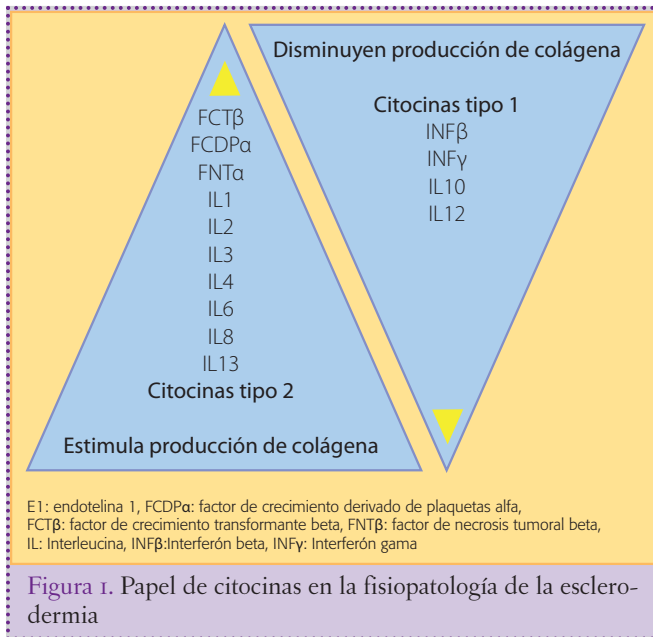 FCTβ
FCDPα
FNTα
IL1
IL2
IL3
IL4
IL6
IL8
IL13
Citocinas tipo 2
Estimula producción de colágena
Disminuyen producción de colágena
Citocinas tipo 1
INFβ
INFγ
IL10
IL12
E1: endotelina 1, FCDPα: factor de crecimiento derivado de plaquetas alfa,
FCTβ: factor de crecimiento transformante beta, FNTβ: factor de necrosis tumoral beta,
IL: Interleucina, INFβ:Interferón beta, INFγ: Interferón gama
Figura 1. Papel de citocinas en la fisiopatología de la esclero-
dermia